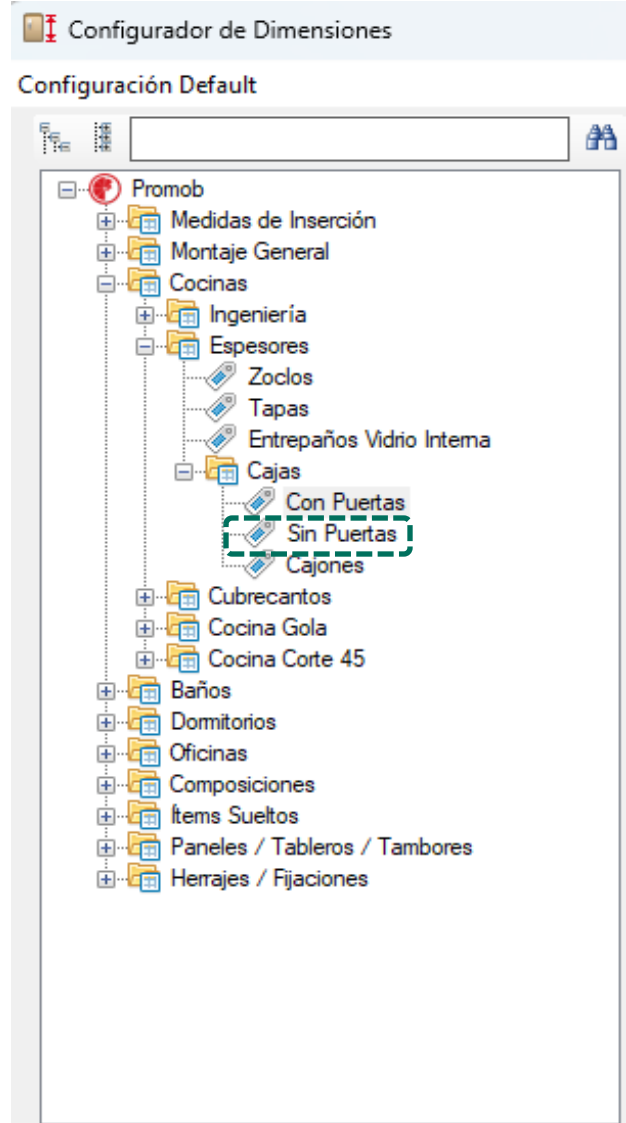 Configurador de Dimensiones
Configuración Default
Promob
Medidas de Inserción
Montaje General
Cocinas
Ingeniería
Espesores
Zoclos
Tapas
Entrepaños Vidrio Interna
Cajas
Con Puertas
Sin Puertas
Cajones
Cubrecantos
Cocina Gola
Cocina Corte 45
Baños
Dormitorios
Oficinas
Composiciones
Ítems Sueltos
Paneles / Tableros / Tambores
Herrajes / Fijaciones